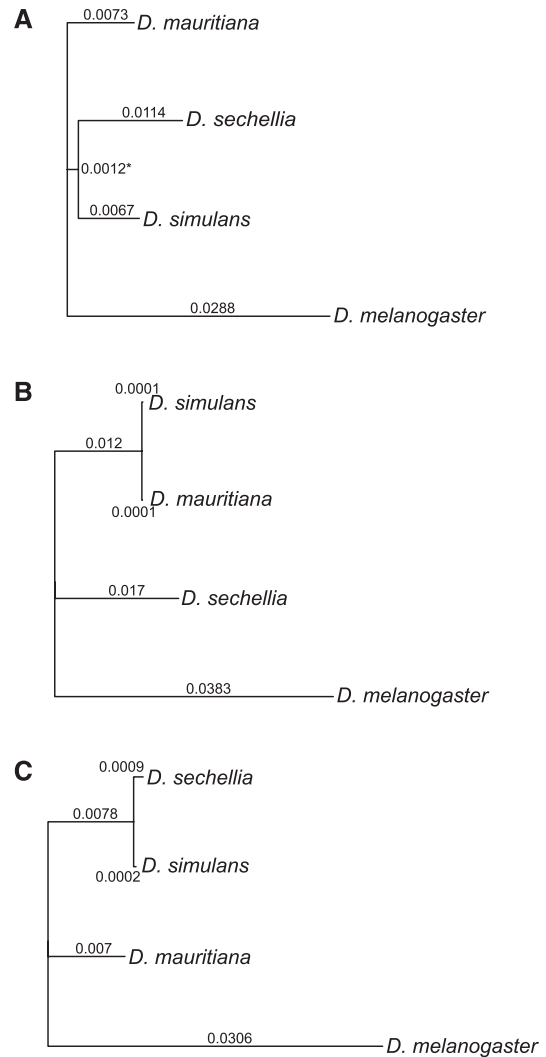 A
0.0073
D. mauritiana
0.0114
D. sechellia
0.0012*
0.0067
D. simulans
0.0288
D. melanogaster
B
0.0001
D. simulans
0.012
D. mauritiana
0.0001
0.017
D. sechellia
0.0383
D. melanogaster
C
0.0009
D. sechellia
0.0078
D. simulans
0.0002
0.007
D. mauritiana
0.0306
D. melanogaster